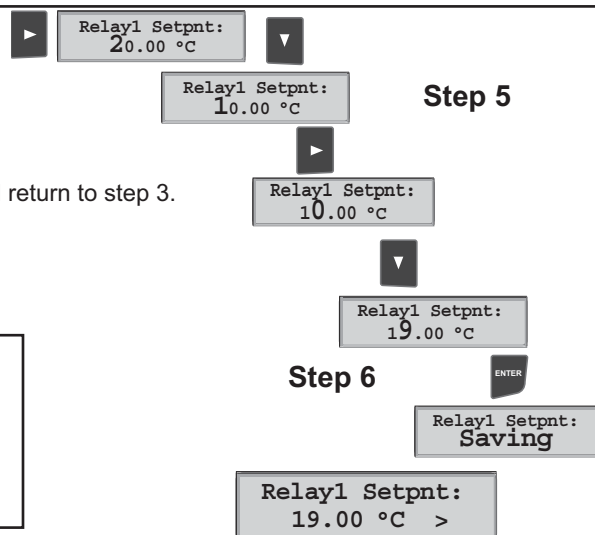 Relay1 Setpnt:
20.00 °C
Relay1 Setpnt:
10.00 °C
Step 5
return to step 3.
Relay1 Setpnt:
10.00 °C
Relay1 Setpnt:
19.00 °C
Step 6
ENTER
Relay1 Setpnt:
Saving
Relay1 Setpnt:
19.00 °C >